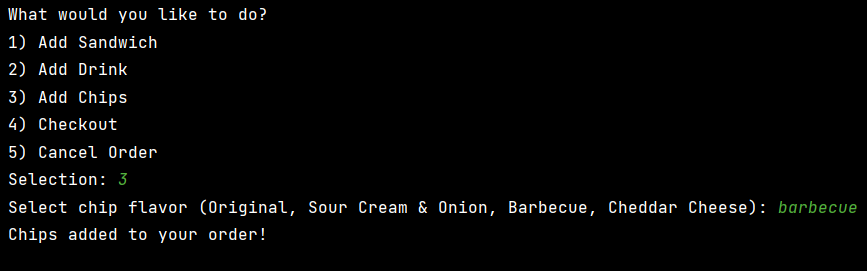 What would you like to do?
1) Add Sandwich
2) Add Drink
3) Add Chips
4) Checkout
5) Cancel Order
Selection: 3
Select chip flavor (Original, Sour Cream & Onion, Barbecue, Cheddar Cheese): barbecue
Chips added to your order!